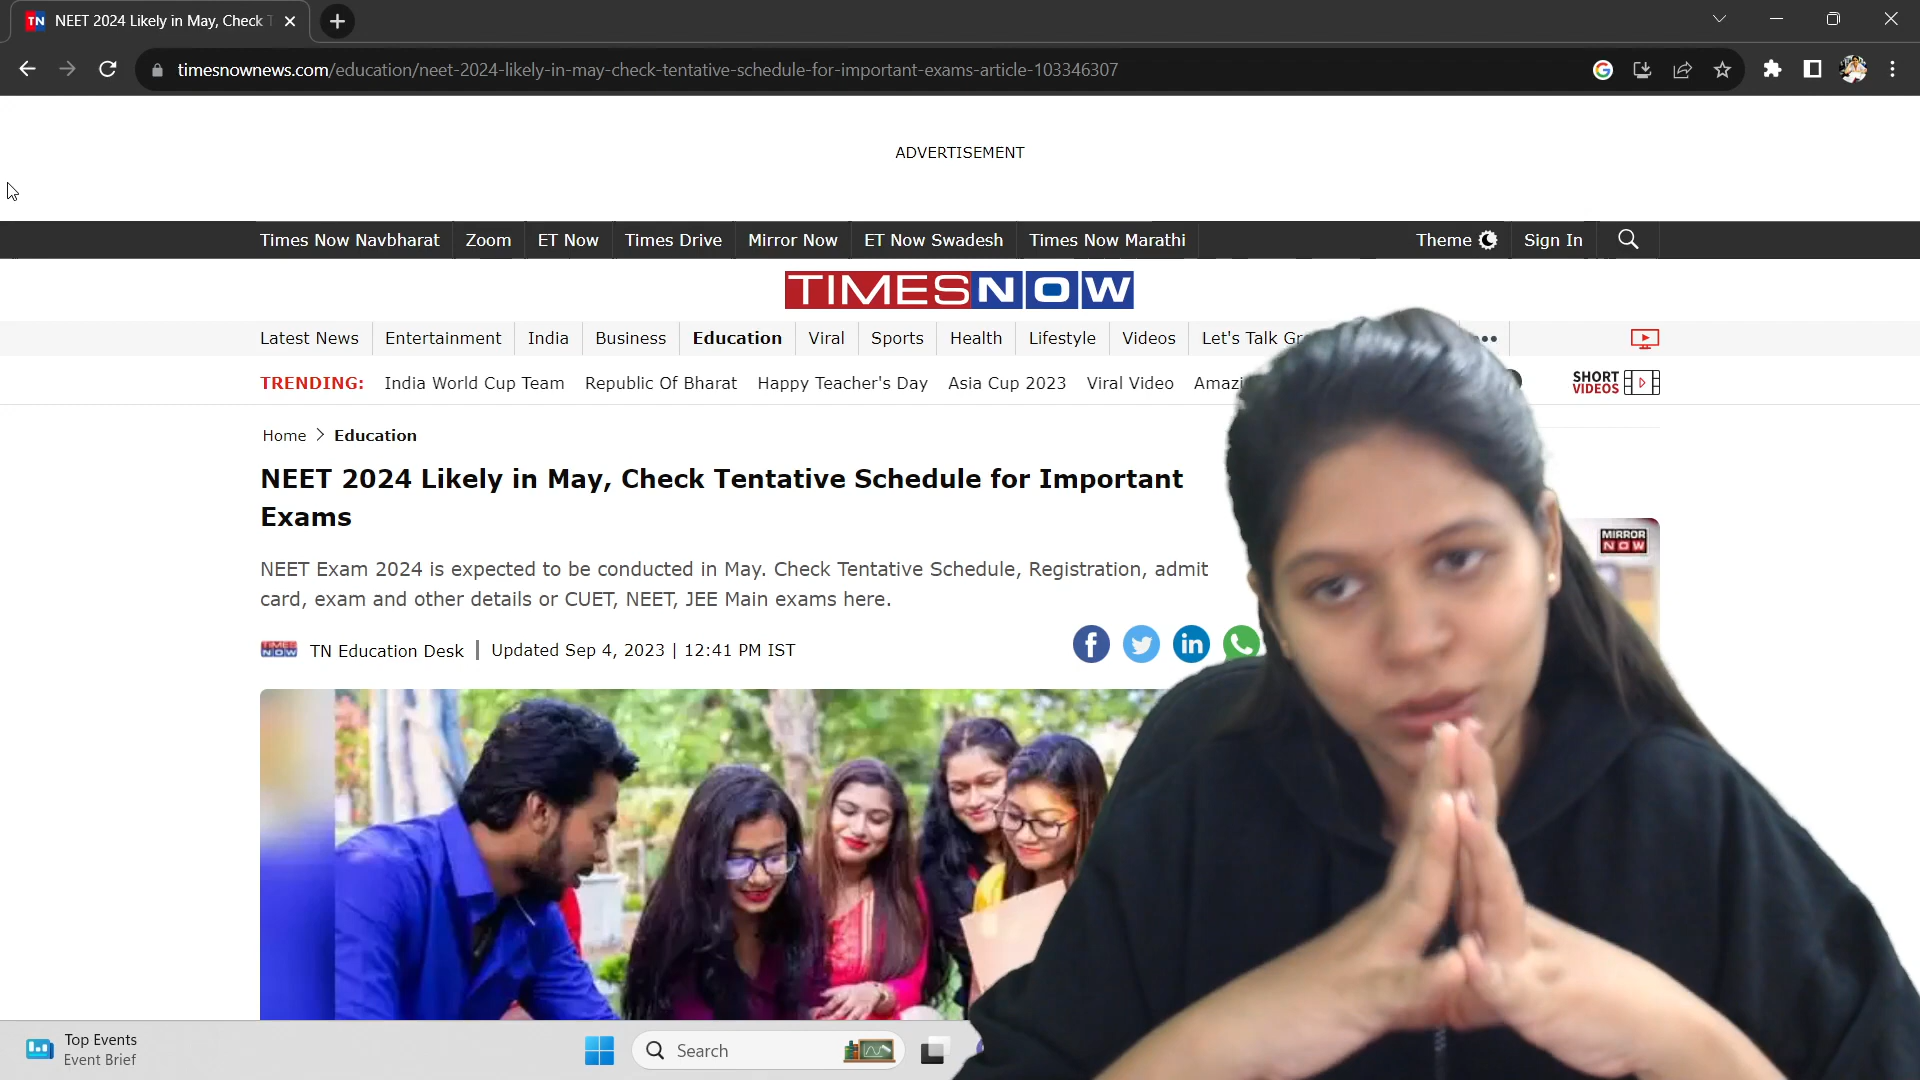 NEET 2024 Likely in May, Check
timesnownews.com/education/neet-2024-likely-in-may-check-tentative-schedule-for-important-exams-article-103346307
ADVERTISEMENT
Times Now Navbharat Zoom ET Now Times Drive Mirror Now ET Now Swadesh Times Now Marathi Theme Sign In
TIMES NOW
Latest News Entertainment India Business Education Viral Sports Health Lifestyle Videos Let's Talk
TRENDING: India World Cup Team Republic Of Bharat Happy Teacher's Day Asia Cup 2023 Viral Video
SHORT
VIDEOS
Home > Education
NEET 2024 Likely in May, Check Tentative Schedule for Important
Exams
MIRROR
NOW
NEET Exam 2024 is expected to be conducted in May. Check Tentative Schedule, Registration, admit
card, exam and other details or CUET, NEET, JEE Main exams here.
TIMES
NOW
TN Education Desk | Updated Sep 4, 2023 | 12:41 PM IST
Top Events
Event Brief
Search